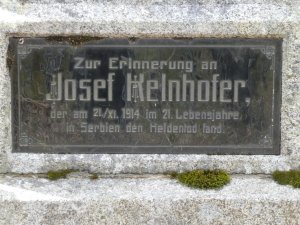 Zur Erinnerung an
Josef Kelnhofer,
der am 21./XI. 1914 im 21. Lebensjahre,
in Serbien den Heldentod fand.